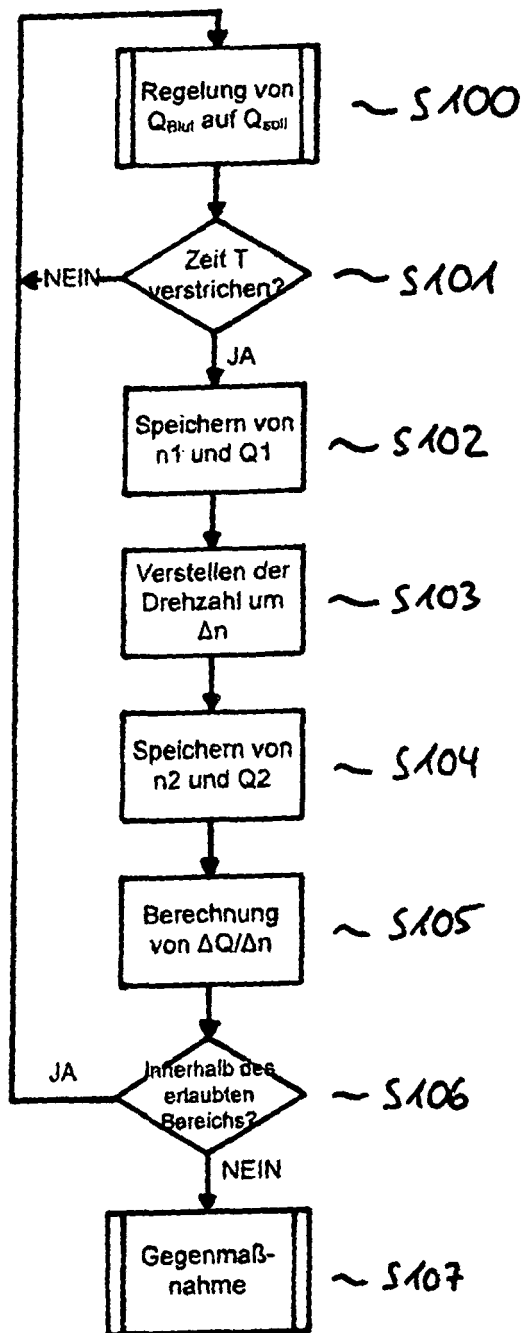 Regelung von
Q_Blut auf Q_soll
~ S100
Zeit T
verstrichen?
~ S101
NEIN
JA
Speichern von
n1 und Q1
~ S102
Verstellen der
Drehzahl um
Δn
~ S103
Speichern von
n2 und Q2
~ S104
Berechnung
von ΔQ/Δn
~ S105
Innerhalb des
erlaubten
Bereichs?
~ S106
JA
NEIN
Gegenmaß-
nahme
~ S107